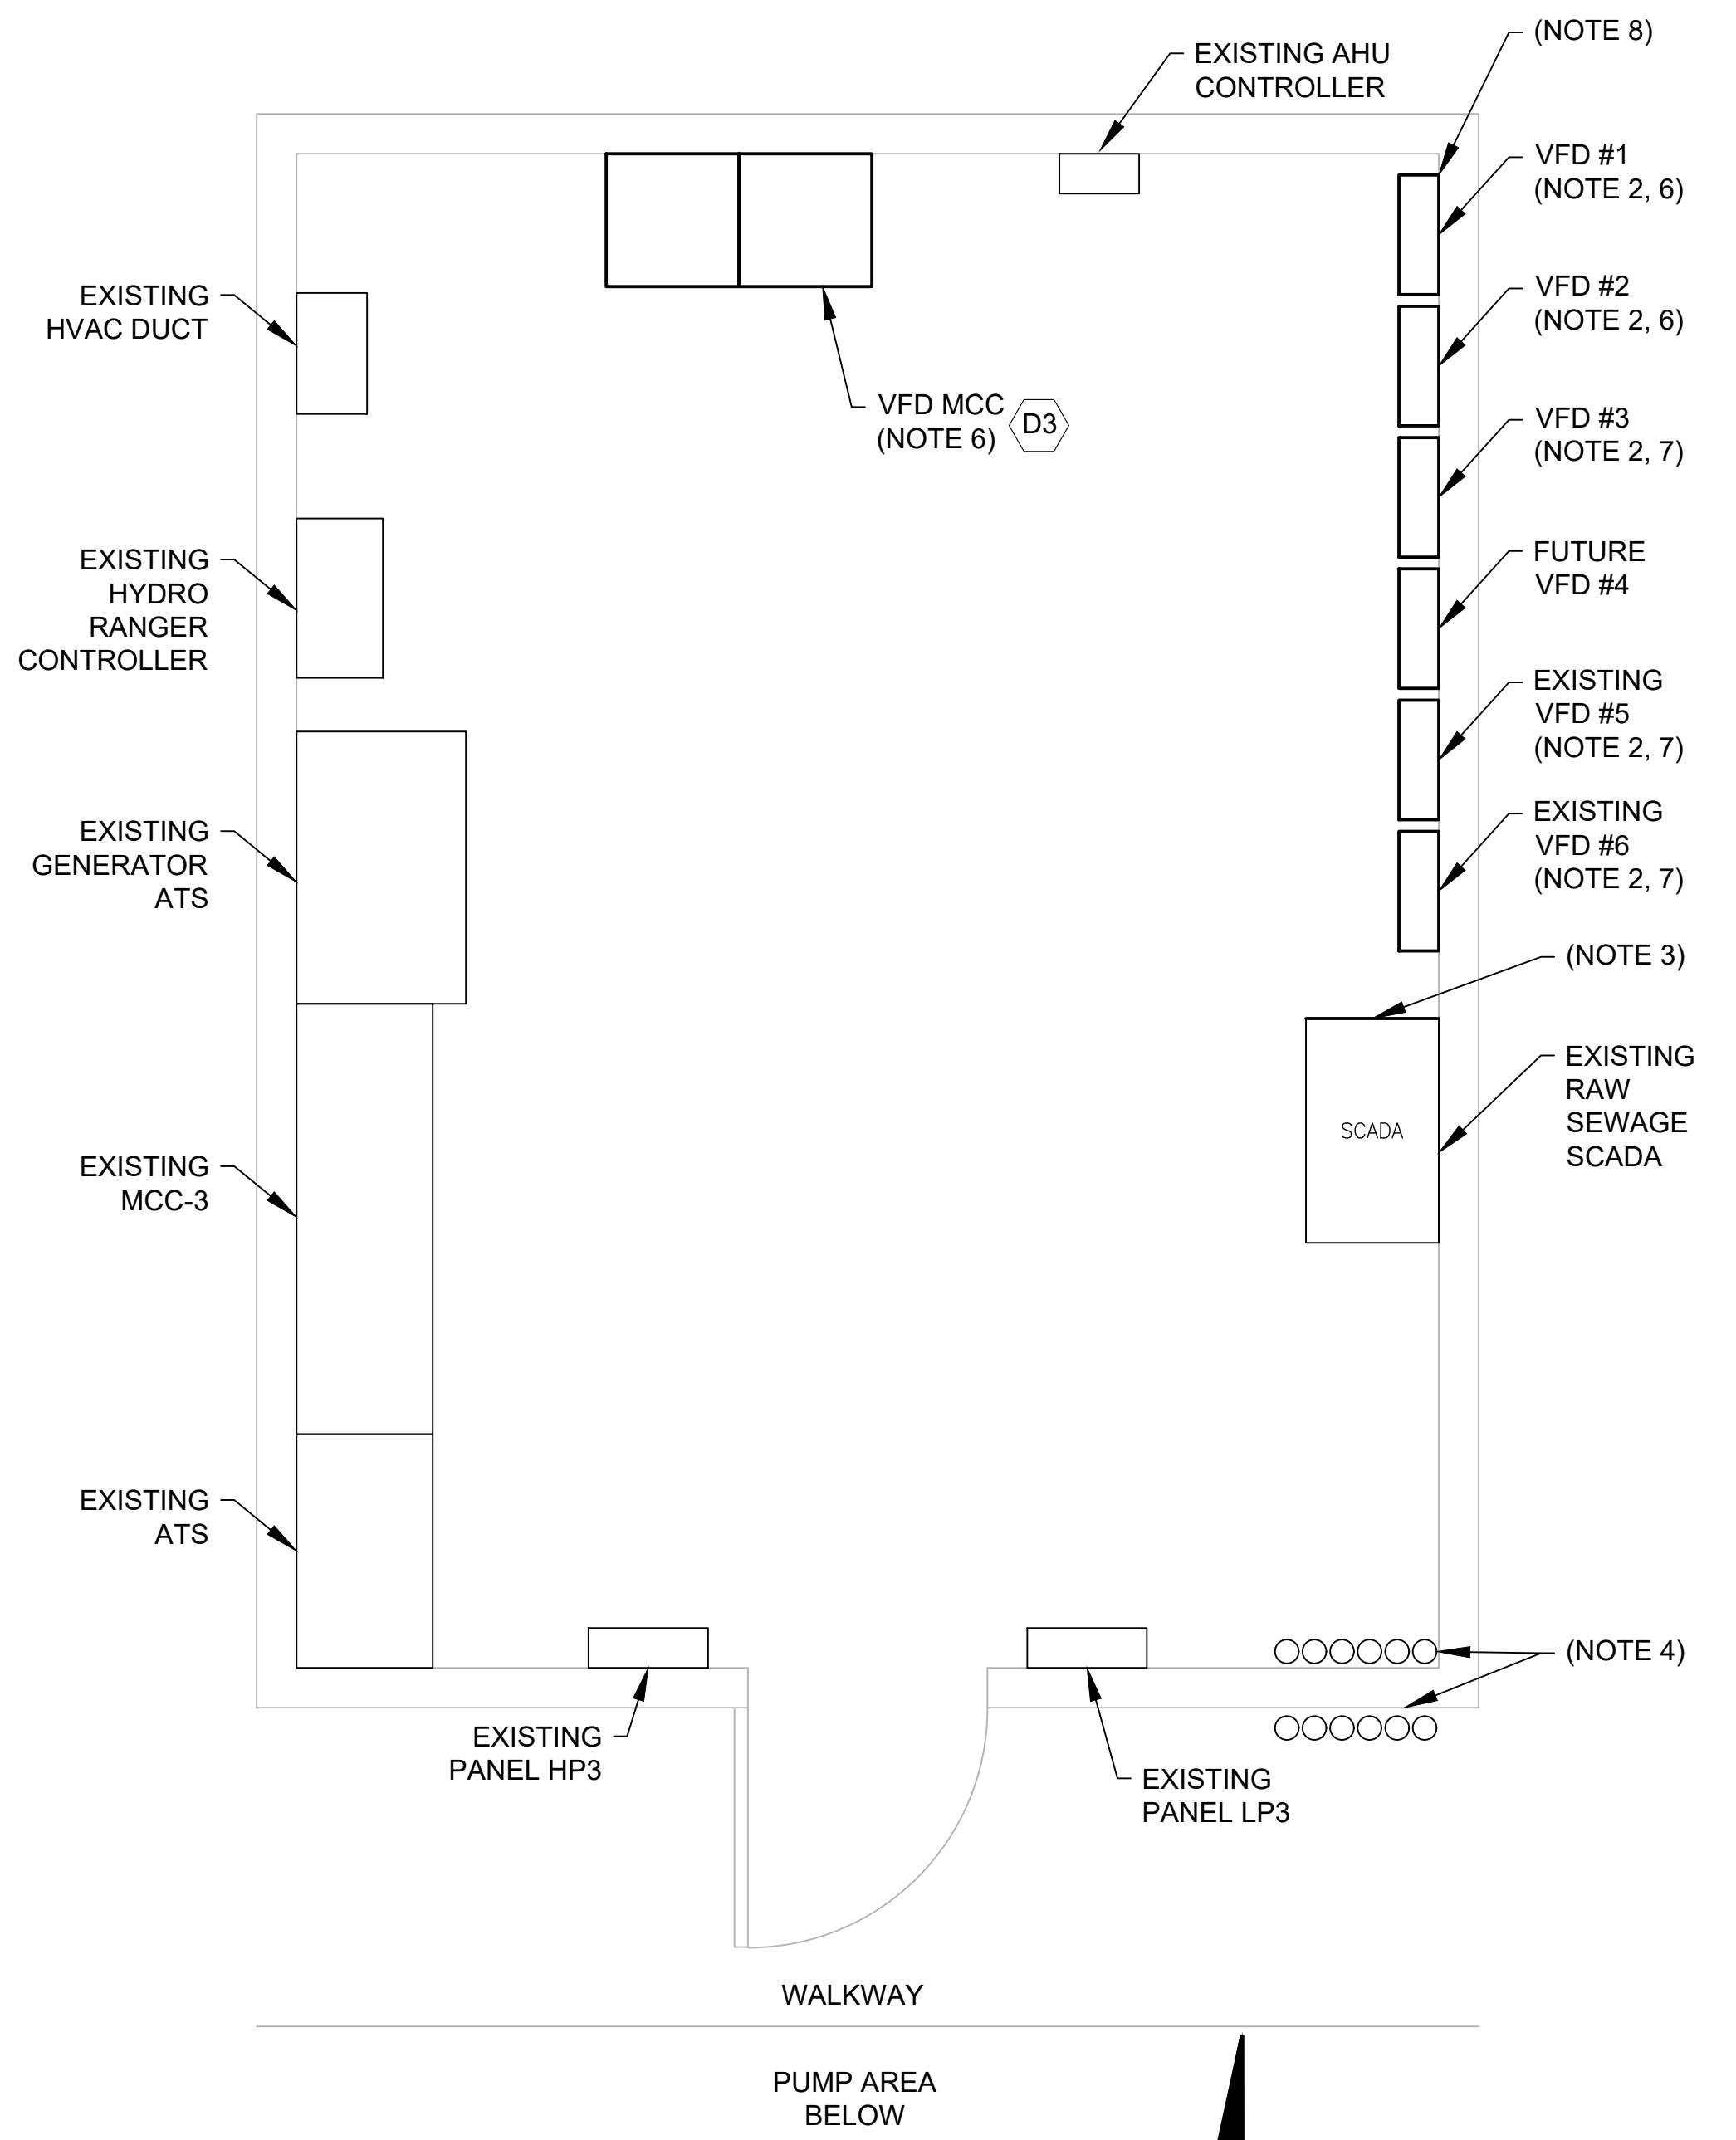 (NOTE 8)
EXISTING AHU
CONTROLLER
VFD #1
(NOTE 2, 6)
VFD #2
(NOTE 2, 6)
EXISTING
HVAC DUCT
VFD MCC
(NOTE 6)
D3
VFD #3
(NOTE 2, 7)
EXISTING
HYDRO
RANGER
CONTROLLER
FUTURE
VFD #4
EXISTING
VFD #5
(NOTE 2, 7)
EXISTING
GENERATOR
ATS
EXISTING
VFD #6
(NOTE 2, 7)
(NOTE 3)
EXISTING
RAW
SEWAGE
SCADA
SCADA
EXISTING
MCC-3
EXISTING
ATS
(NOTE 4)
EXISTING
PANEL HP3
EXISTING
PANEL LP3
WALKWAY
PUMP AREA
BELOW